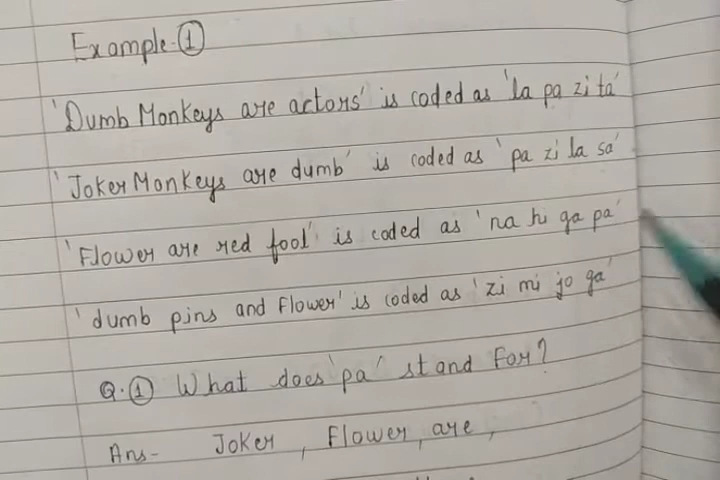 Example-①
'Dumb Monkeys are actors' is coded as 'la pa zi ta'
'Joker Monkeys are dumb' is coded as 'pa zi la sa'
'Flower are red fool' is coded as 'na hi ga pa'
'dumb pins and Flower' is coded as 'zi mi jo ga'
Q.① What does 'pa' stand For?
Ans- Joker, Flower, are,